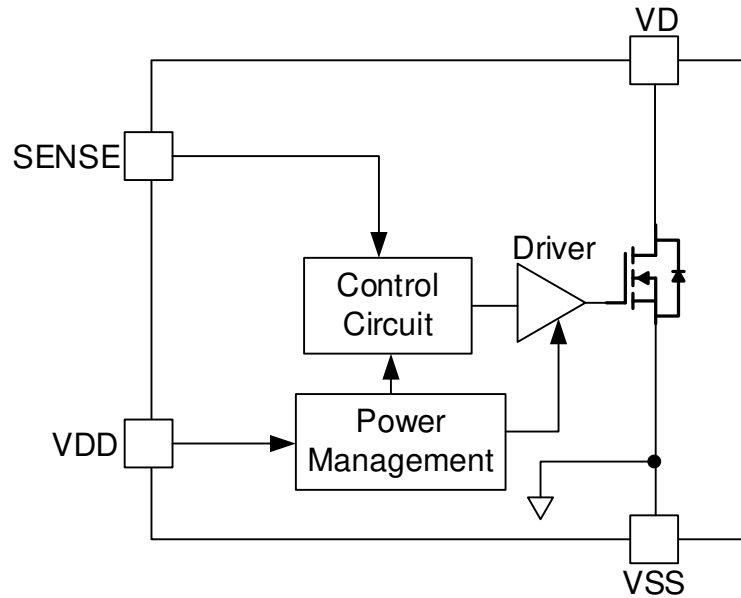 VD
SENSE
Driver
Control
Circuit
VDD
Power
Management
VSS